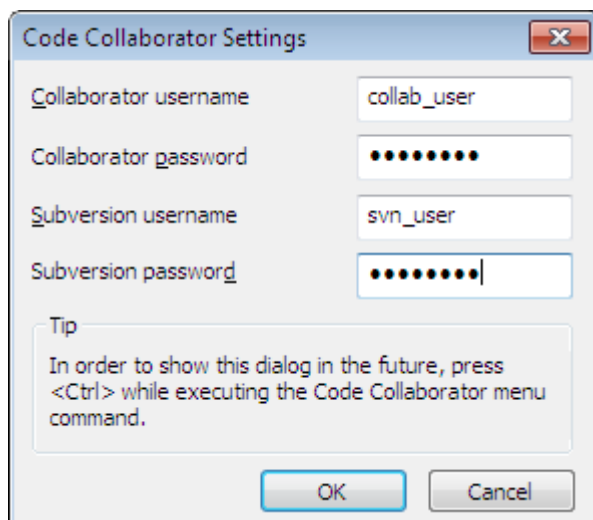 Code Collaborator Settings
Collaborator username
collab_user
Collaborator password
••••••••
Subversion username
svn_user
Subversion password
••••••••
Tip
In order to show this dialog in the future, press
<Ctrl> while executing the Code Collaborator menu
command.
OK
Cancel